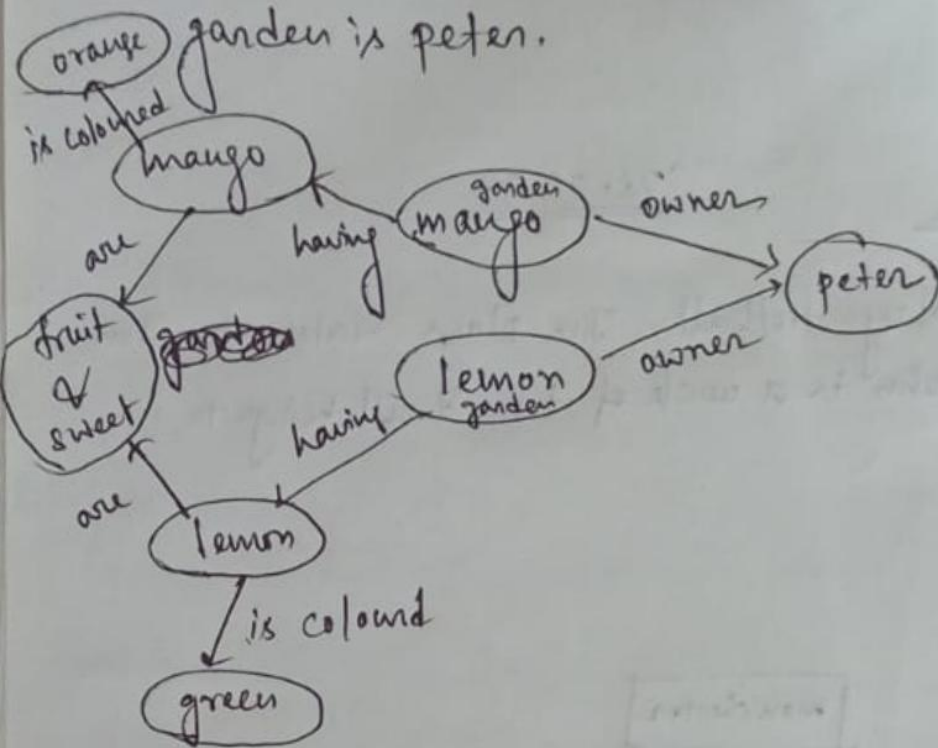 orange
garden is peter.
is coloured
mango
garden
mango
owner
are
having
peter
fruit
&
sweet
lemon
garden
owner
having
are
lemon
is colourd
green